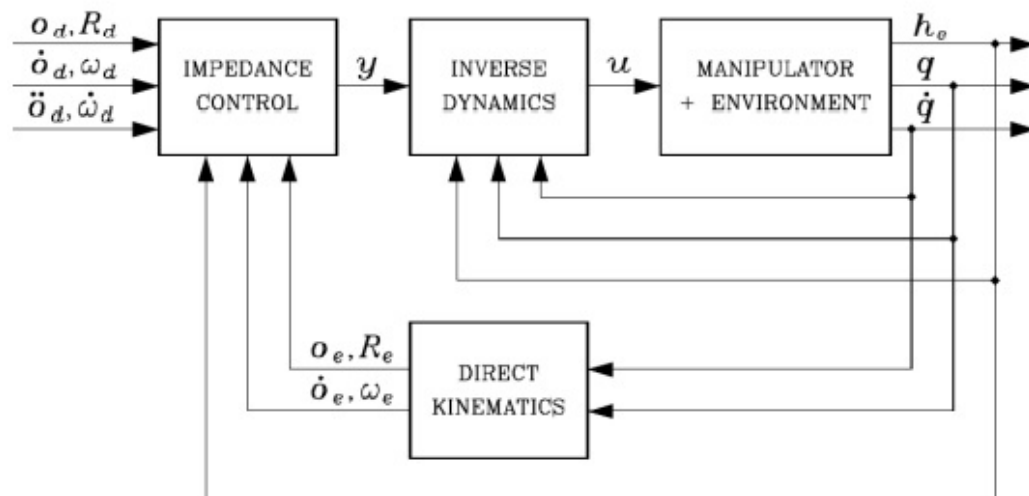 o_d, R_d
ȯ_d, ω_d
ö_d, ω̇_d
IMPEDANCE
CONTROL
y
INVERSE
DYNAMICS
u
MANIPULATOR
+ ENVIRONMENT
h_e
q
q̇
o_e, R_e
ȯ_e, ω_e
DIRECT
KINEMATICS